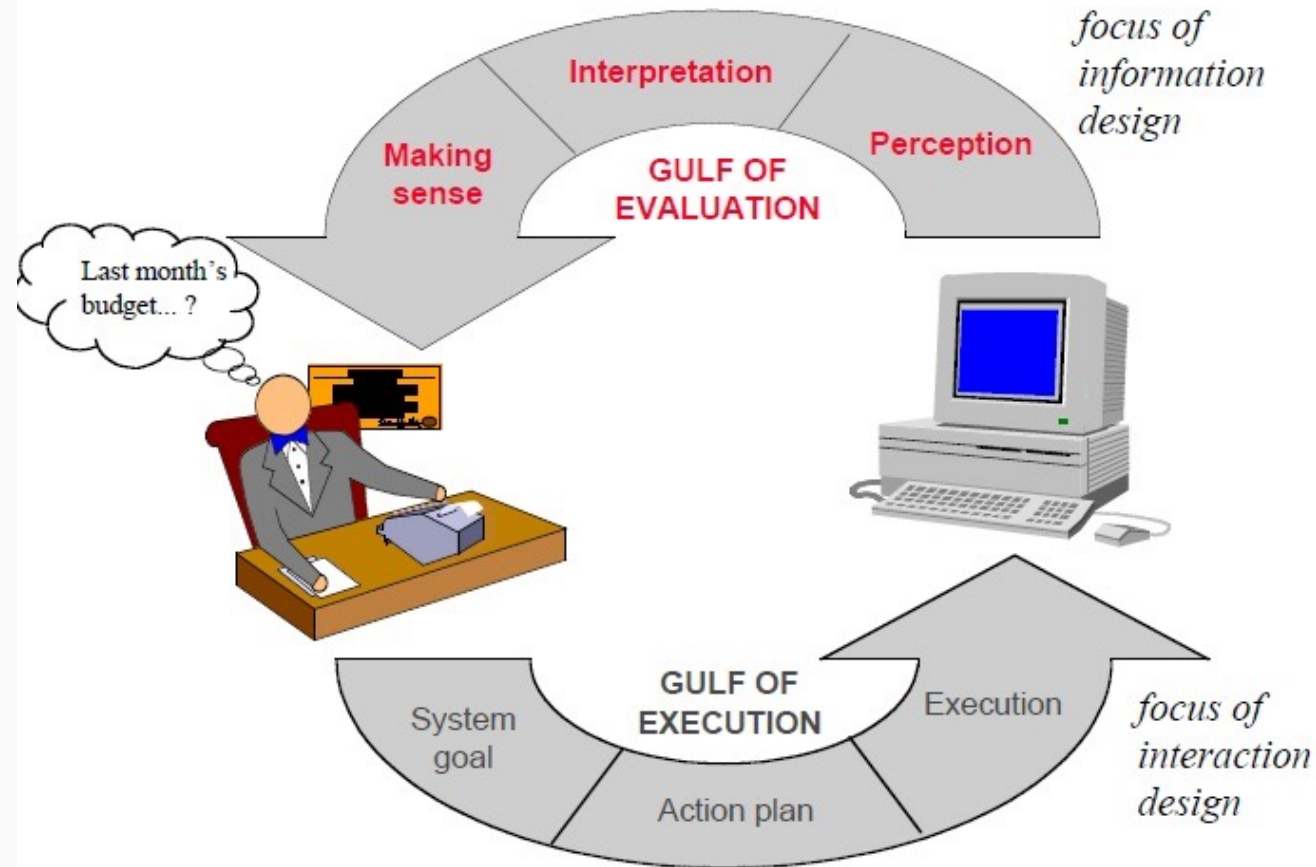 focus of
information
design
Interpretation
Perception
Making
sense
GULF OF
EVALUATION
Last month's
budget... ?
GULF OF
EXECUTION
System
goal
Action plan
Execution
focus of
interaction
design